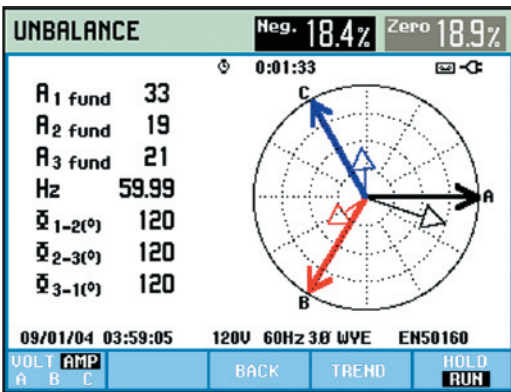 UNBALANCE Neg. 18.4% Zero 18.9%
0:01:33
A1 fund 33
A2 fund 19
A3 fund 21
Hz 59.99
Φ1-2(º) 120
Φ2-3(º) 120
Φ3-1(º) 120
C
A
B
09/01/04 03:59:05 120V 60Hz 3Ø WYE EN50160
VOLT AMP
A B C
BACK
TREND
HOLD
RUN